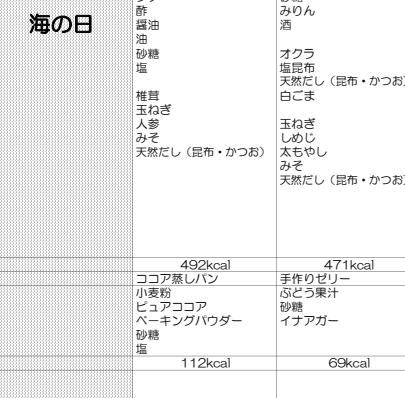 海の日
酢
醤油
油
砂糖
塩
椎茸
玉ねぎ
人参
みそ
天然だし（昆布・かつお）
492kcal
ココア蒸しパン
小麦粉
ピュアココア
ベーキングパウダー
砂糖
塩
112kcal
みりん
酒
オクラ
塩昆布
天然だし（昆布・かつお）
白ごま
玉ねぎ
しめじ
太もやし
みそ
天然だし（昆布・かつお）
471kcal
手作りゼリー
ぶどう果汁
砂糖
イナアガー
69kcal